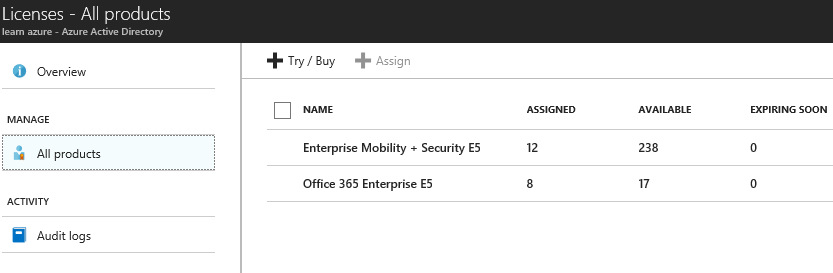 Licenses - All products
learn azure - Azure Active Directory
Overview
MANAGE
All products
ACTIVITY
Audit logs
Try / Buy Assign
NAME ASSIGNED AVAILABLE EXPIRING SOON
Enterprise Mobility + Security E5 12 238 0
Office 365 Enterprise E5 8 17 0